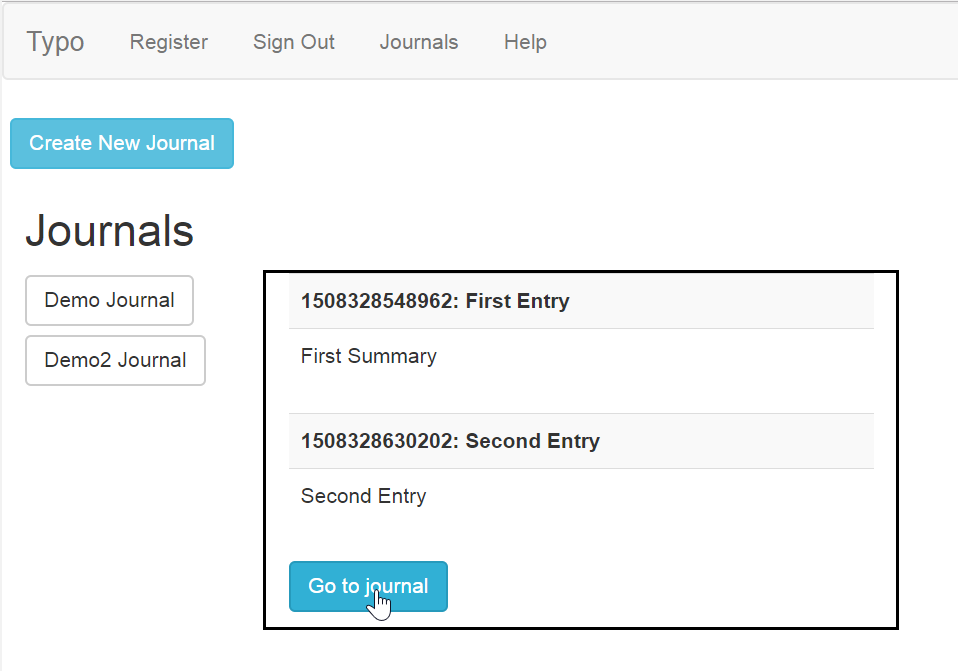 Typo Register Sign Out Journals Help
Create New Journal
Journals
Demo Journal
Demo2 Journal
1508328548962: First Entry
First Summary
1508328630202: Second Entry
Second Entry
Go to journal